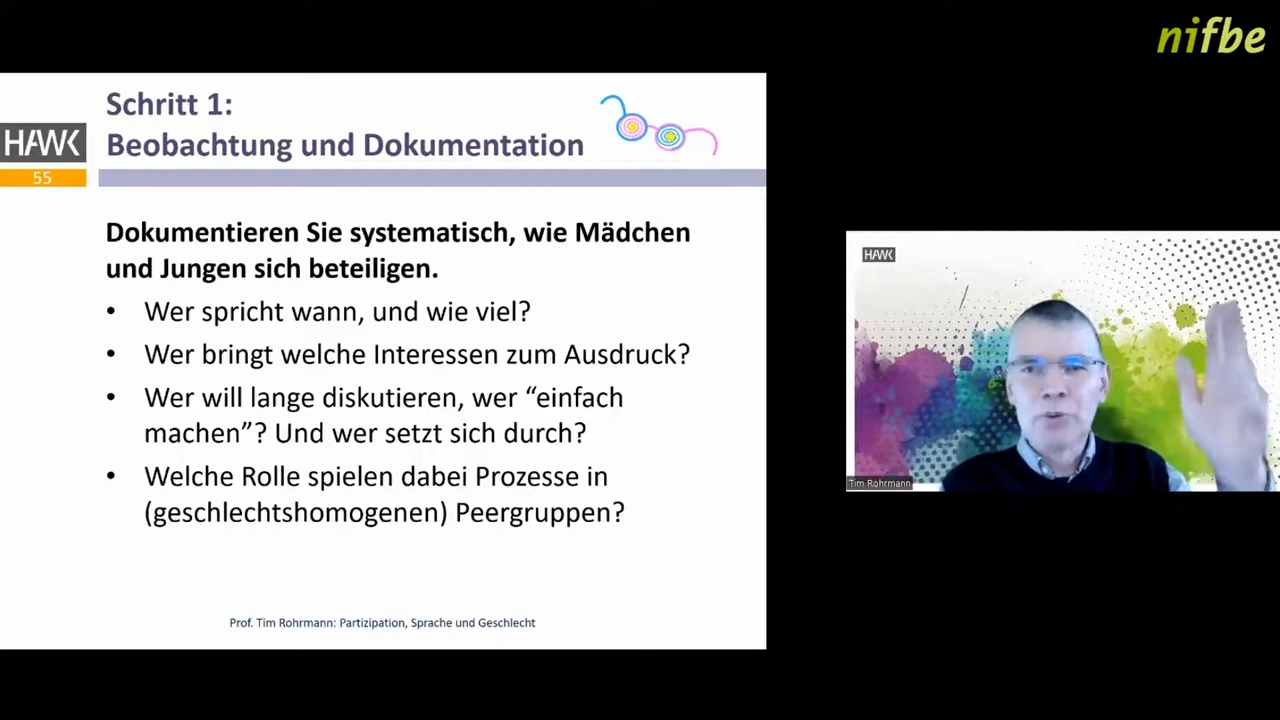 nifbe
Schritt 1:
Beobachtung und Dokumentation
HAWK
55
Dokumentieren Sie systematisch, wie Mädchen
und Jungen sich beteiligen.
• Wer spricht wann, und wie viel?
• Wer bringt welche Interessen zum Ausdruck?
• Wer will lange diskutieren, wer “einfach
machen”? Und wer setzt sich durch?
• Welche Rolle spielen dabei Prozesse in
(geschlechtshomogenen) Peergruppen?
Prof. Tim Rohrmann: Partizipation, Sprache und Geschlecht
HAWK
Tim Rohrmann